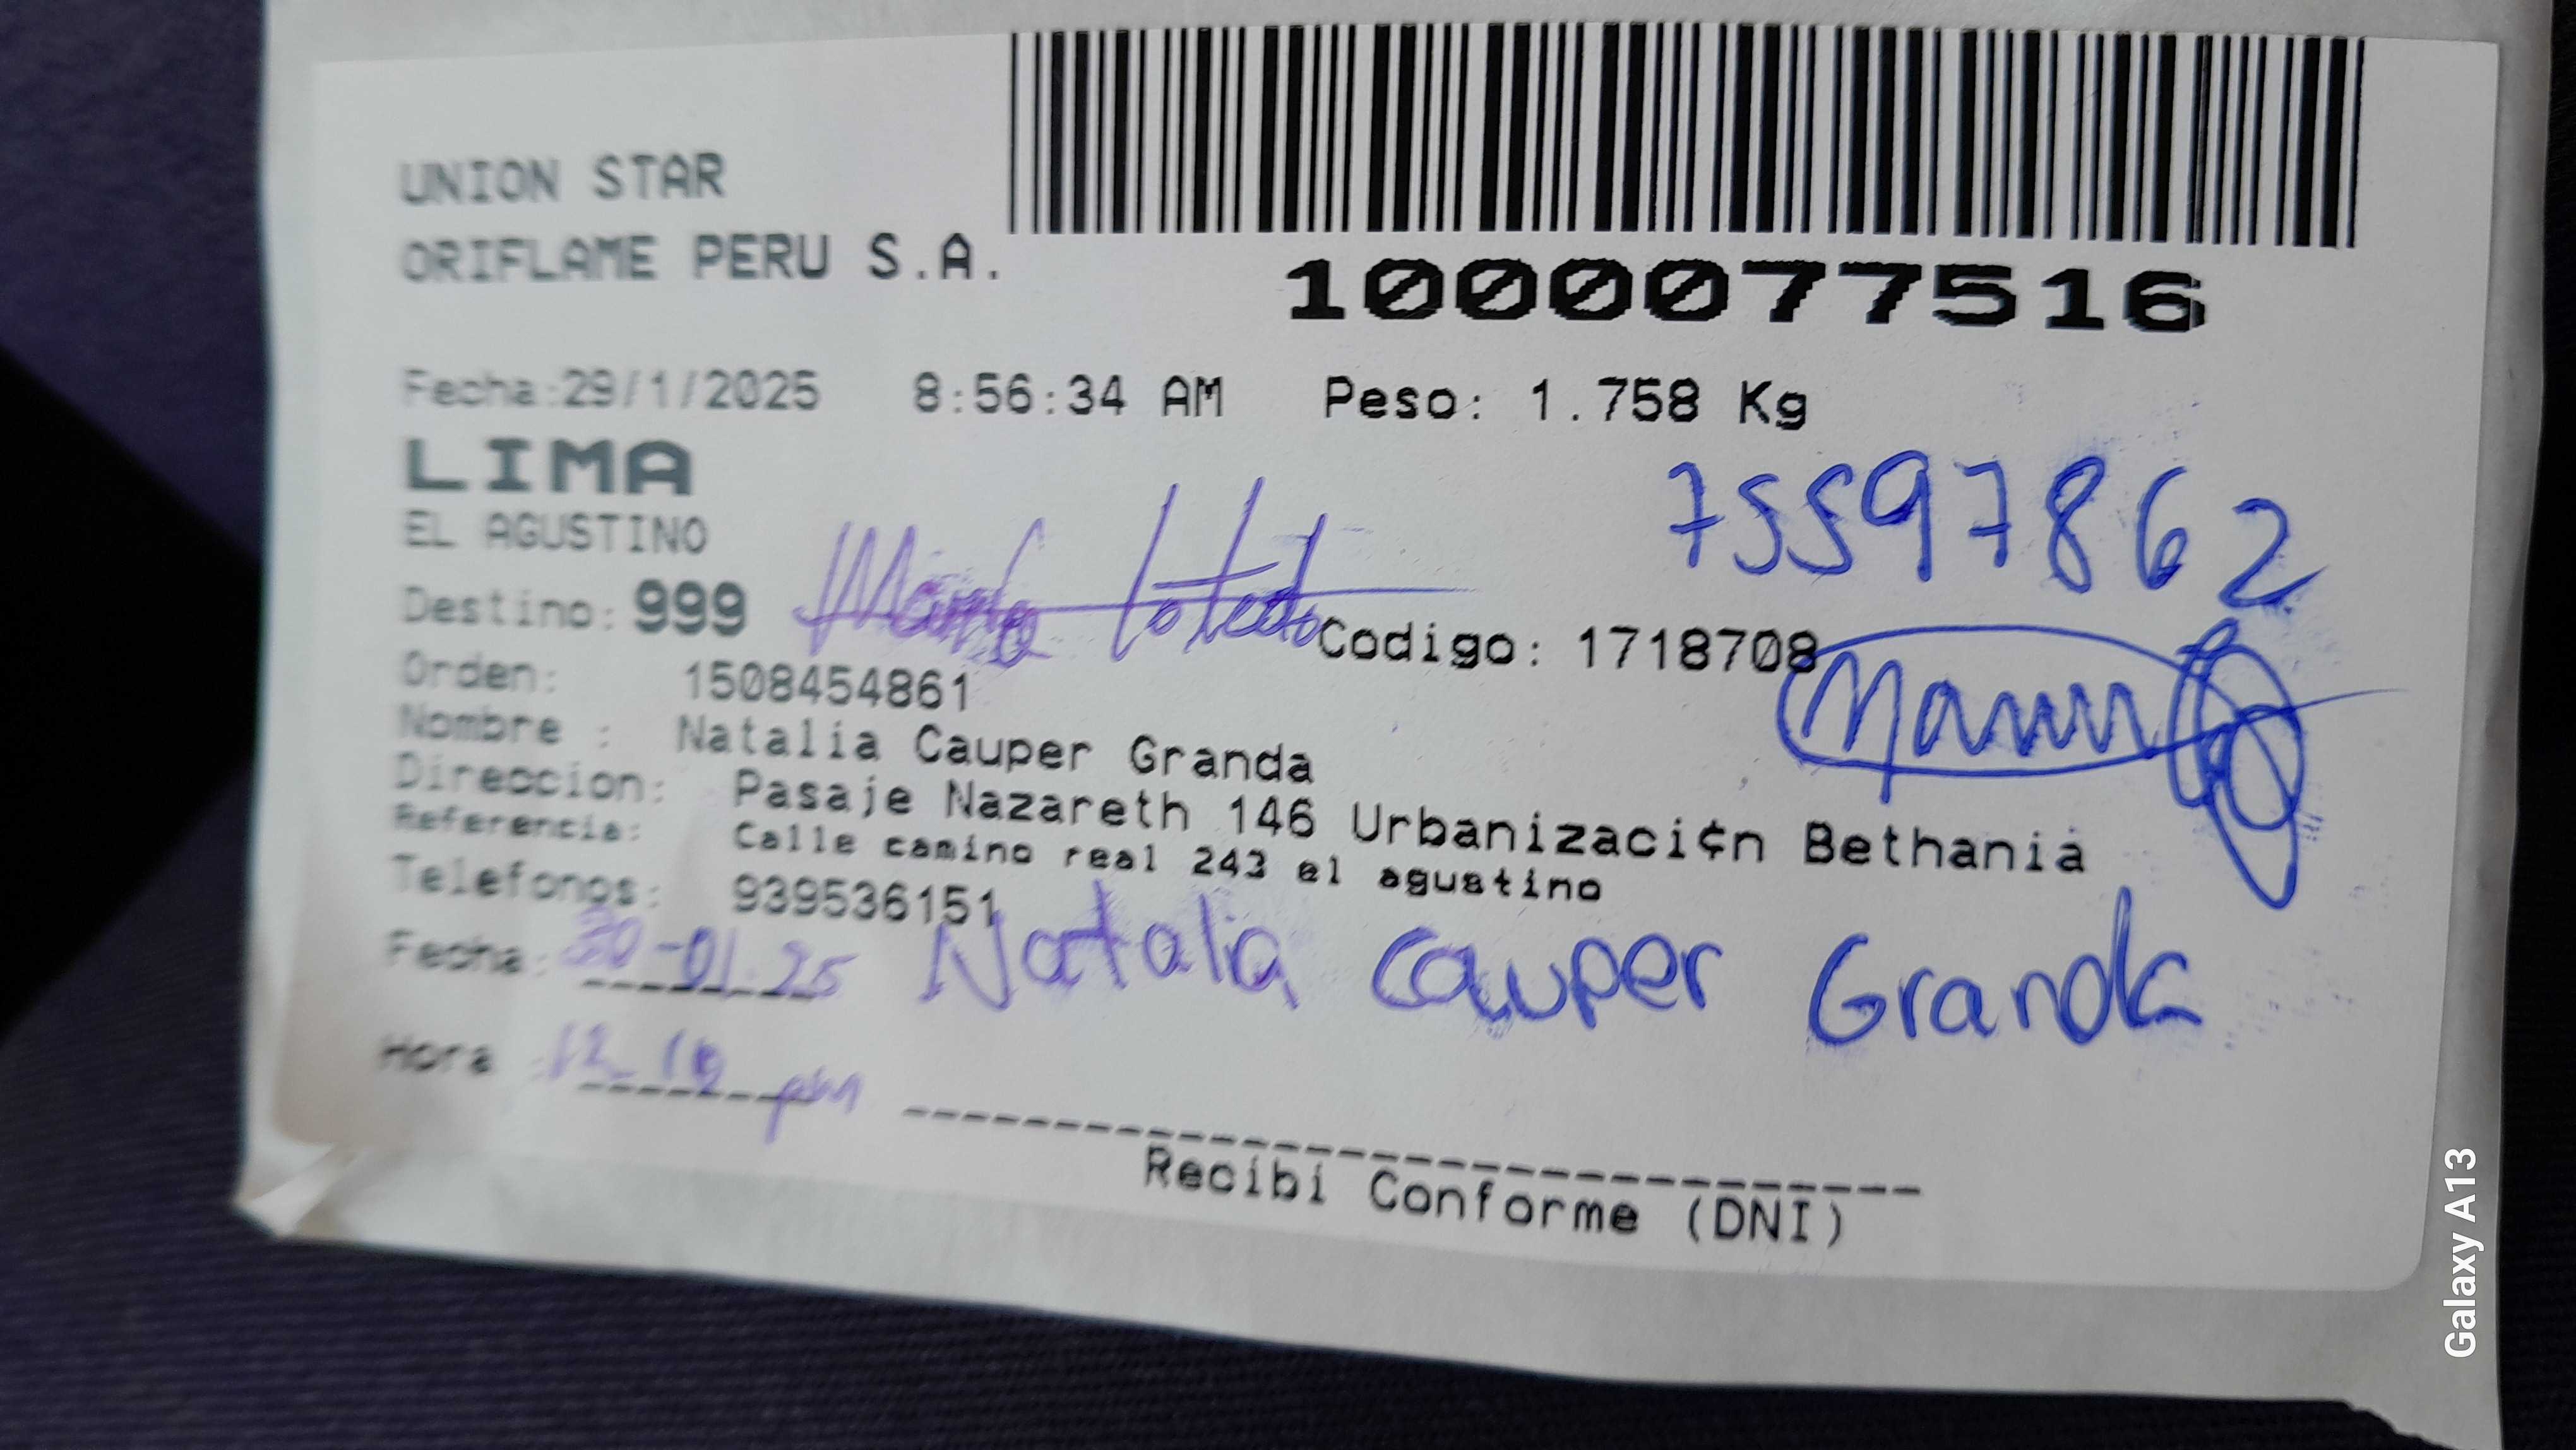 UNION STAR
ORIFLAME PERU S.A.
1000077516
Fecha:29/1/2025 8:56:34 AM Peso: 1.758 Kg
LIMA
75597862
EL AGUSTINO
Destino: 999
Codigo: 1718708
Orden: 1508454861
Nombre : Natalia Cauper Granda
Direccion: Pasaje Nazareth 146 Urbanizaci¢n Bethania
Referencia: Calle camino real 243 el agustino
Telefonos: 939536151
Fecha: 30-01-25 Natalia Cauper Granda
Hora : pm
Recibi Conforme (DNI)
Galaxy A13